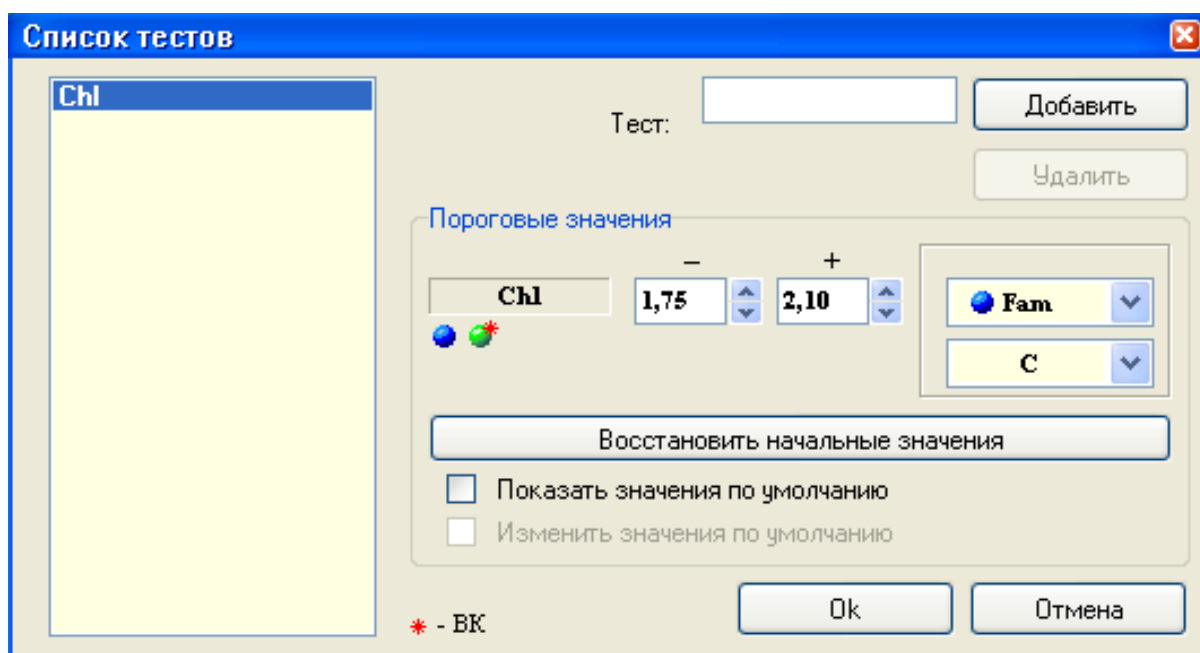 Список тестов
Chl
Тест:
Добавить
Удалить
Пороговые значения
– +
Chl 1,75 2,10 Fam
C
Восстановить начальные значения
Показать значения по умолчанию
Изменить значения по умолчанию
* - ВК
Ok Отмена